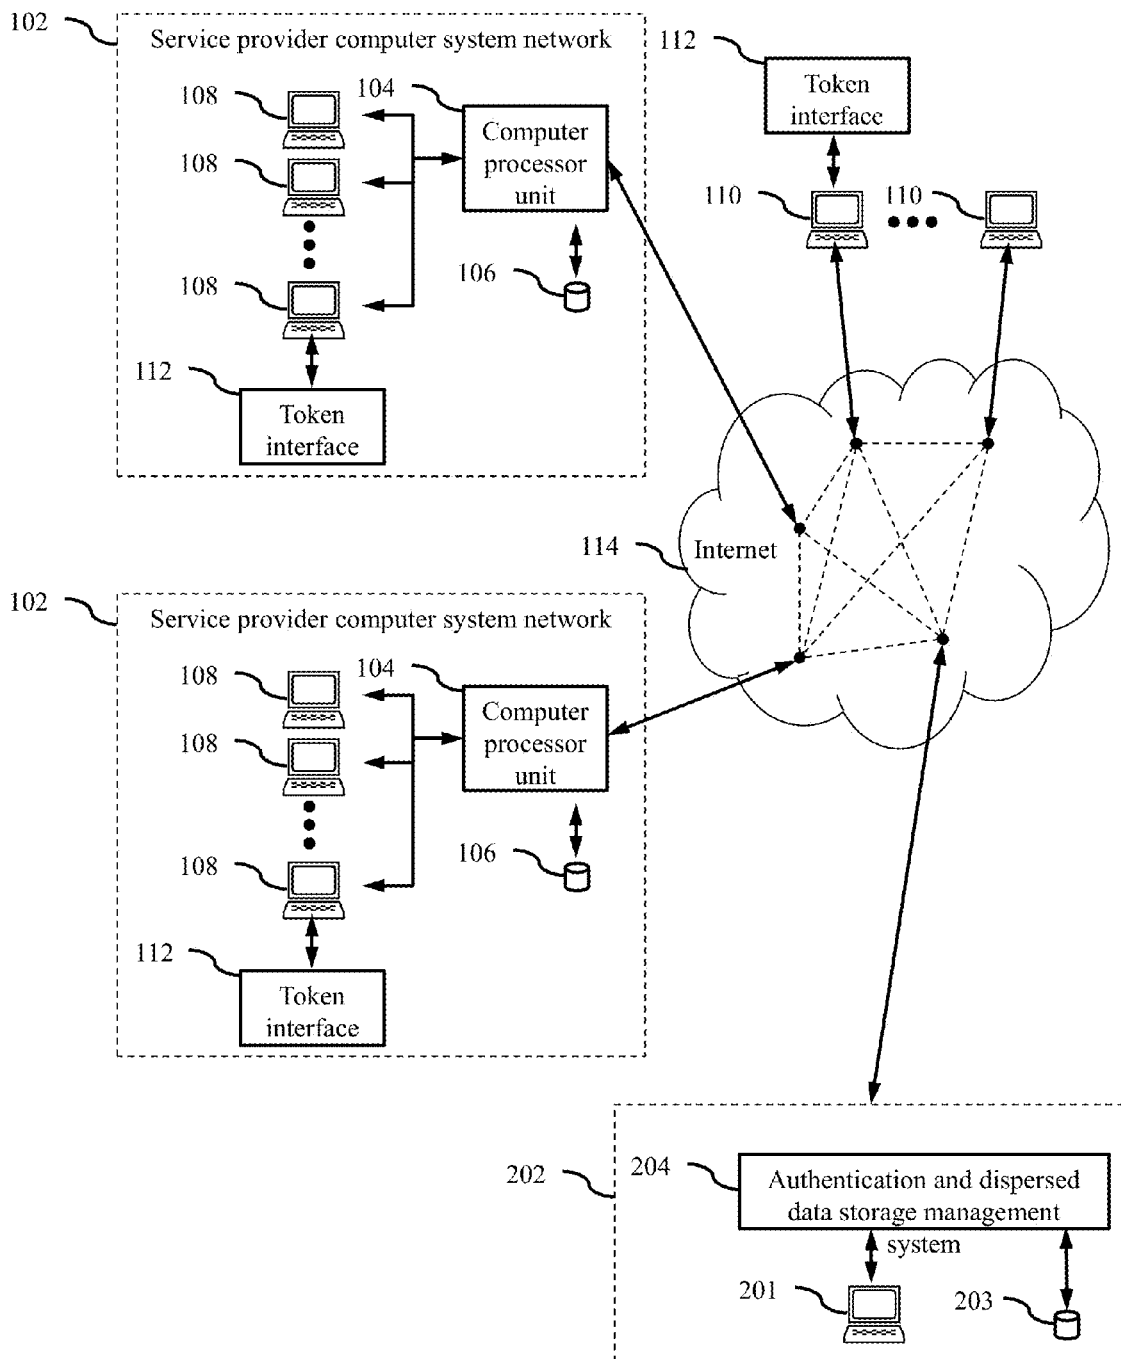 102
Service provider computer system network
108
104
Computer
processor
unit
108
106
108
112
Token
interface
112
Token
interface
110
110
114
Internet
102
Service provider computer system network
108
104
Computer
processor
unit
108
106
108
112
Token
interface
202
204
Authentication and dispersed
data storage management
system
201
203